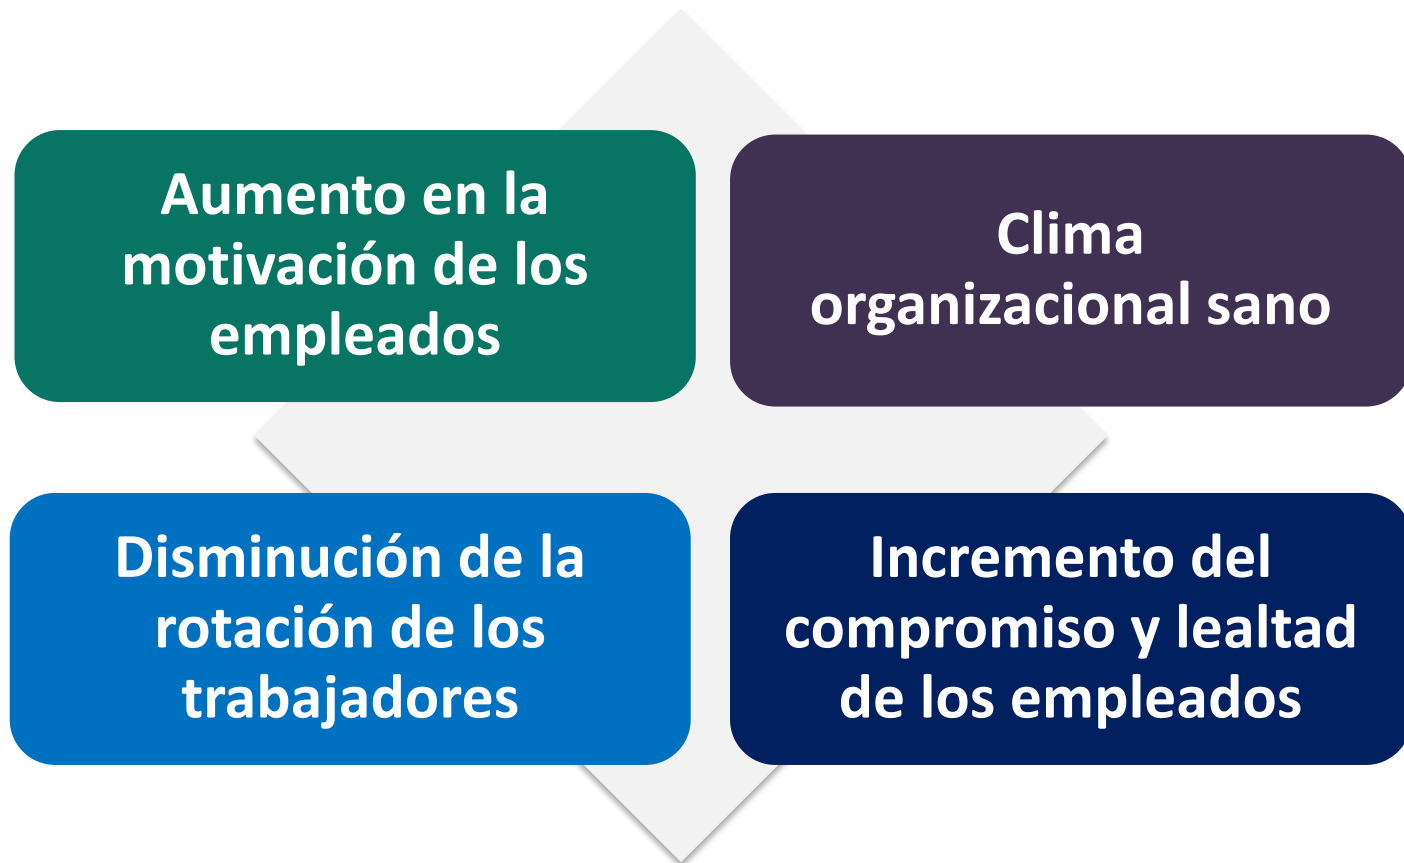 Aumento en la
motivación de los
empleados
Clima
organizacional sano
Disminución de la
rotación de los
trabajadores
Incremento del
compromiso y lealtad
de los empleados